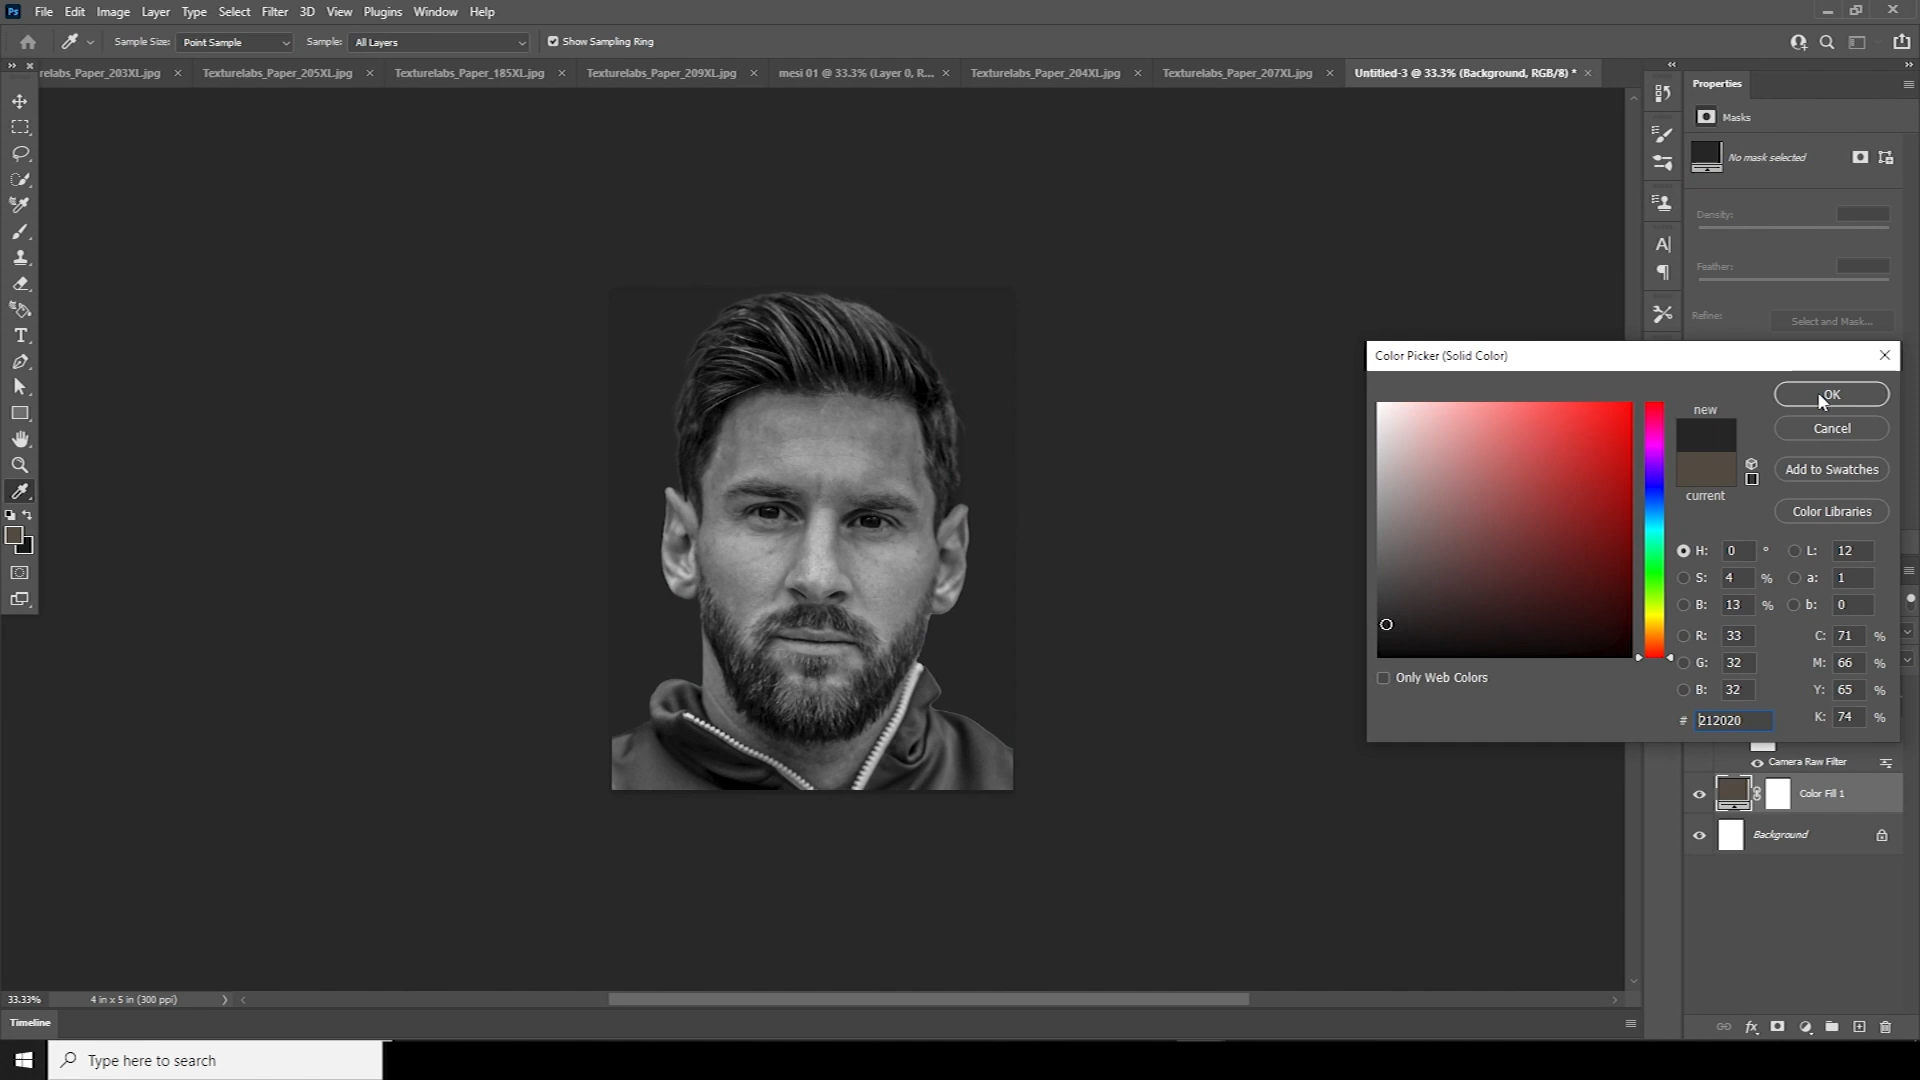 Ps File Edit Image Layer Type Select Filter 3D View Plugins Window Help
Sample Size: Point Sample Sample: All Layers Show Sampling Ring
relabs_Paper_203XL.jpg × Texturelabs_Paper_205XL.jpg × Texturelabs_Paper_185XL.jpg × Texturelabs_Paper_209XL.jpg × mesi 01 @ 33.3% (Layer 0, R... × Texturelabs_Paper_204XL.jpg × Texturelabs_Paper_207XL.jpg × Untitled-3 @ 33.3% (Background, RGB/8) * ×
Properties
Masks
No mask selected
Density:
Feather:
Refine: Select and Mask...
Color Picker (Solid Color)
new
current
OK
Cancel
Add to Swatches
Color Libraries
H: 0 ° L: 12
S: 4 % a: 1
B: 13 % b: 0
R: 33 C: 71 %
G: 32 M: 66 %
B: 32 Y: 65 %
# 212020 K: 74 %
Only Web Colors
Camera Raw Filter
Color Fill 1
Background
33.33% 4 in x 5 in (300 ppi)
Timeline
Type here to search